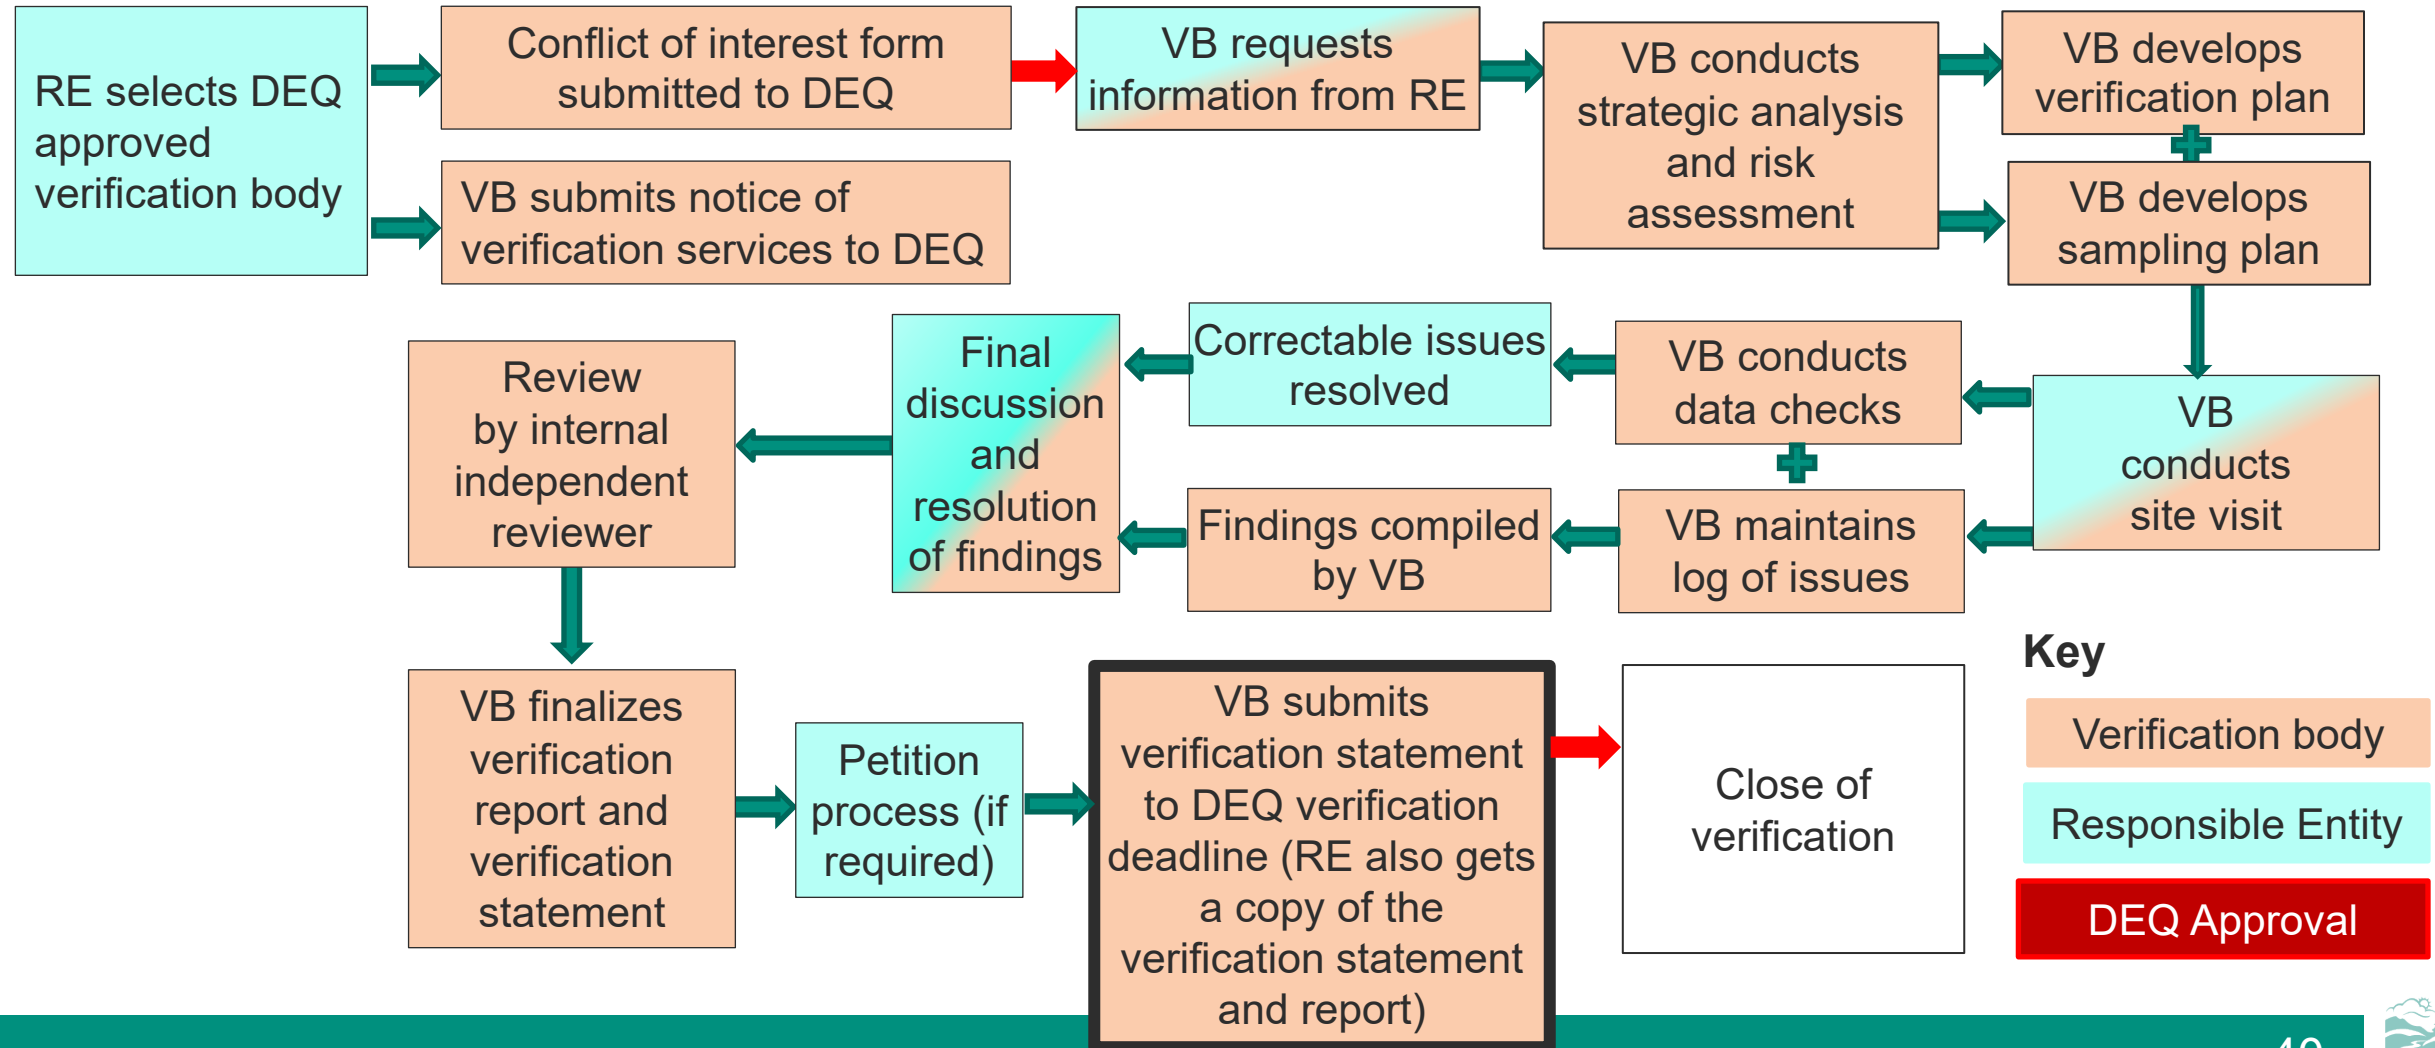 RE selects DEQ
approved
verification body
Conflict of interest form
submitted to DEQ
VB submits notice of
verification services to DEQ
VB requests
information from RE
VB conducts
strategic analysis
and risk
assessment
VB develops
verification plan
VB develops
sampling plan
VB
conducts
site visit
VB conducts
data checks
VB maintains
log of issues
Correctable issues
resolved
Findings compiled
by VB
Final
discussion
and
resolution
of findings
Review
by internal
independent
reviewer
VB finalizes
verification
report and
verification
statement
Petition
process (if
required)
VB submits
verification statement
to DEQ verification
deadline (RE also gets
a copy of the
verification statement
and report)
Close of
verification
Key
Verification body
Responsible Entity
DEQ Approval